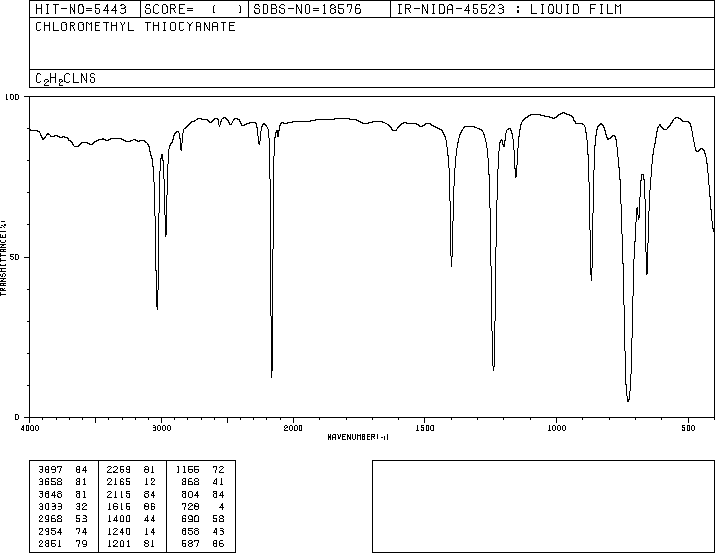 HIT-NO=5443 SCORE= ( ) SDBS-NO=18576 IR-NIDA-45523 : LIQUID FILM
CHLOROMETHYL THIOCYANATE
C2H2CLNS
100
50
0
TRANSMITTANCE(%)
4000 3000 2000 1500 1000 500
WAVENUMBER(-1)
3897 84 2259 81 1155 72
3658 81 2165 12 868 41
81 2115 84 804 84
3033 32 1615 86 728 4
2968 53 1400 44 690 58
2954 74 1240 14 658 43
2851 79 1201 81 587 86